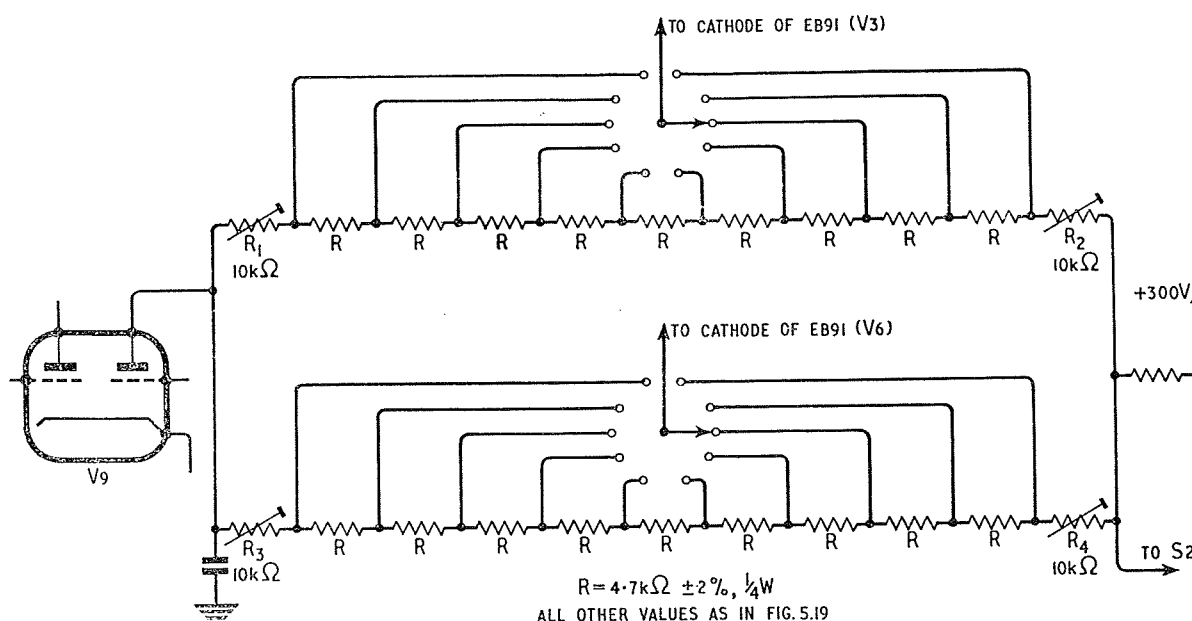 TO CATHODE OF EB91 (V3)
R1
10kΩ
R
R
R
R
R
R
R
R
R
R2
10kΩ
+300V
TO CATHODE OF EB91 (V6)
V9
R3
10kΩ
R
R
R
R
R
R
R
R
R
R4
10kΩ
TO S2
R = 4·7kΩ ±2%, ¼W
ALL OTHER VALUES AS IN FIG. 5.19